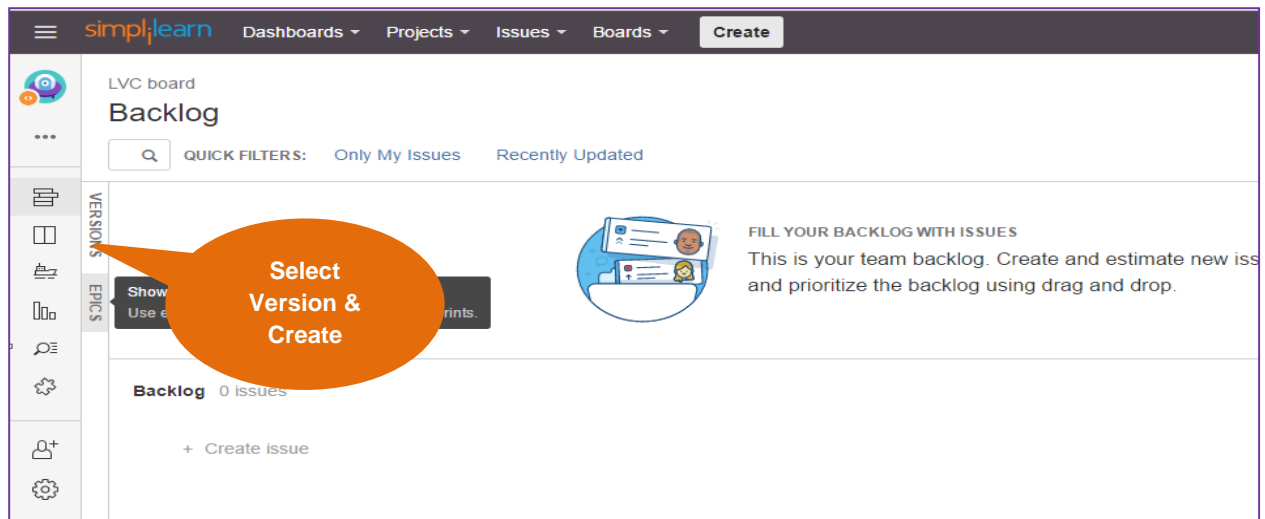 simplilearn Dashboards Projects Issues Boards Create
LVC board
Backlog
QUICK FILTERS: Only My Issues Recently Updated
VERSIONS
EPICS
FILL YOUR BACKLOG WITH ISSUES
This is your team backlog. Create and estimate new iss
and prioritize the backlog using drag and drop.
Select
Version &
Create
Show
Use e
rints.
Backlog 0 issues
+ Create issue